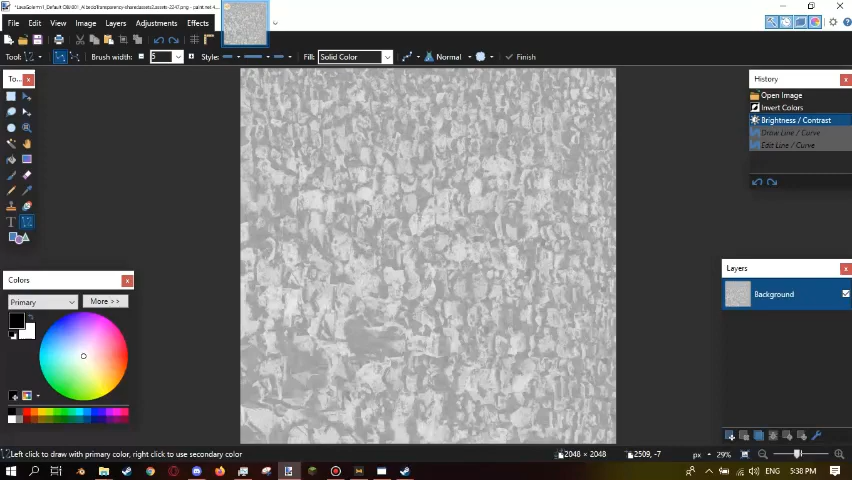 File Edit View Image Layers Adjustments Effects
Tool: Brush width: 5 Style: Fill: Solid Color Normal Finish
To...
History
Open Image
Invert Colors
Brightness / Contrast
Draw Line / Curve
Edit Line / Curve
Layers
Background
Colors
Primary More >>
Left click to draw with primary color, right click to use secondary color 2048 × 2048 2509, -7 px 29%
ENG 5:38 PM